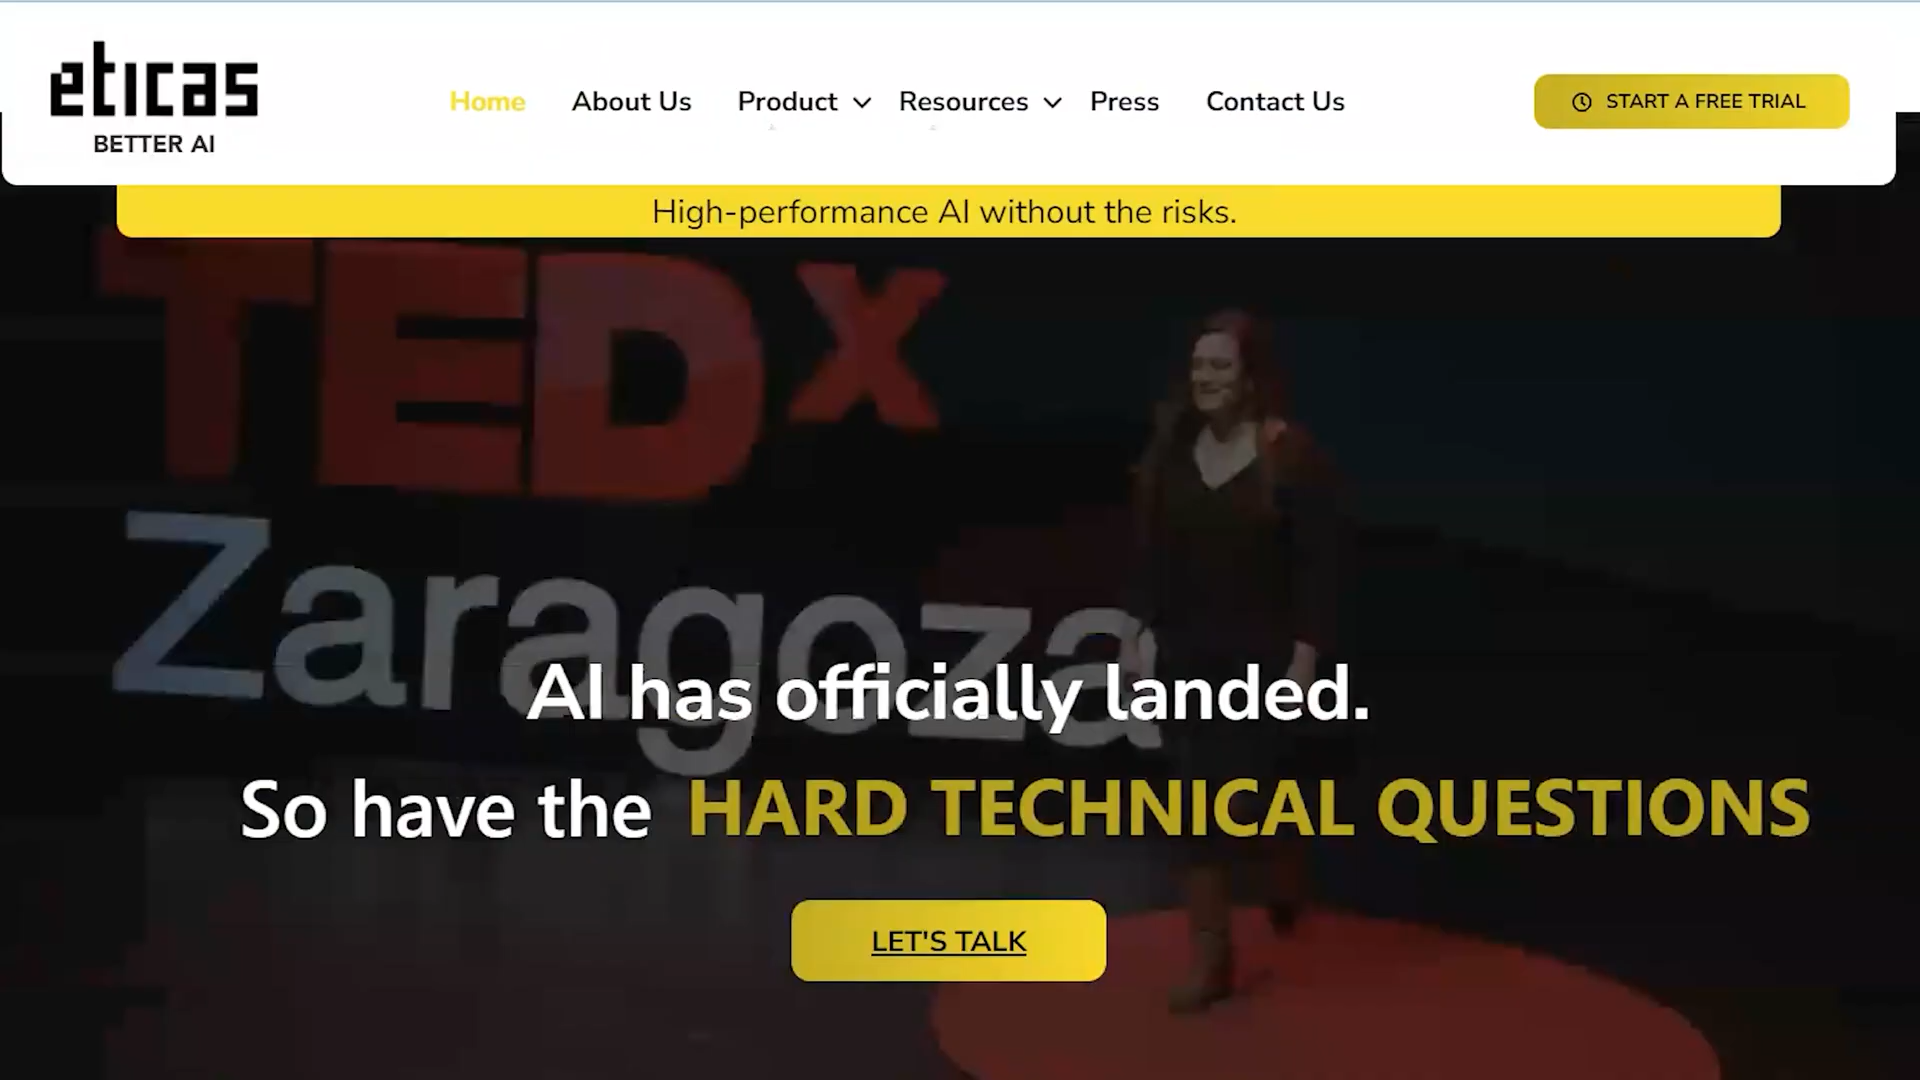 eticas
BETTER AI
Home
About Us
Product
Resources
Press
Contact Us
START A FREE TRIAL
High-performance AI without the risks.
TEDx
Zaragoza
AI has officially landed.
So have the HARD TECHNICAL QUESTIONS
LET'S TALK